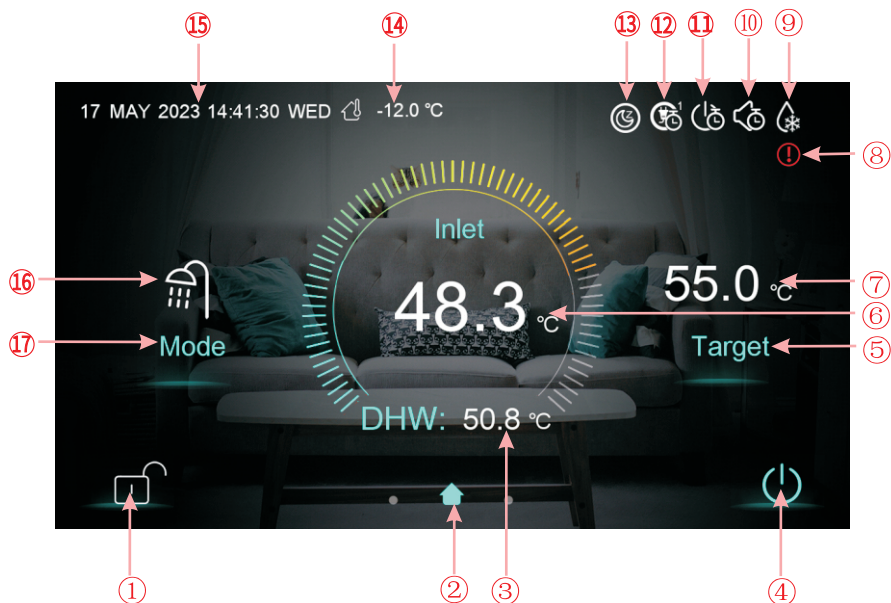 ⑮ ⑭ ⑬ ⑫ ⑪ ⑩ ⑨
17 MAY 2023 14:41:30 WED -12.0 ℃
1
⑧
Inlet
⑯ 55.0 ℃ ⑦
48.3 ℃ ⑥
⑰ Mode Target ⑤
DHW: 50.8 ℃
① ② ③ ④